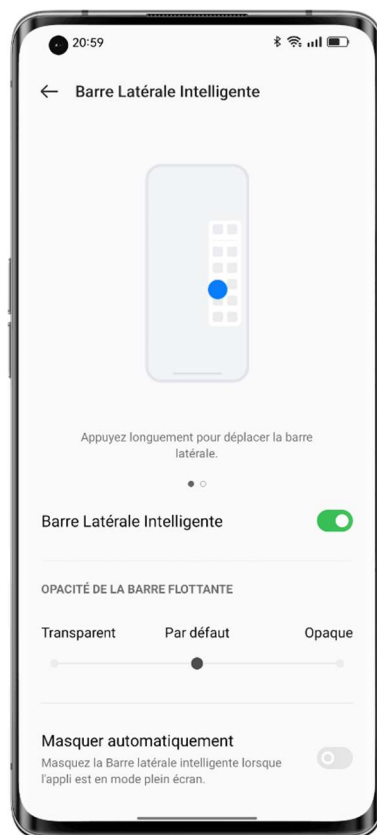 20:59
Barre Latérale Intelligente
Appuyez longuement pour déplacer la barre
latérale.
Barre Latérale Intelligente
OPACITÉ DE LA BARRE FLOTTANTE
Transparent Par défaut Opaque
Masquer automatiquement
Masquez la Barre latérale intelligente lorsque
l'appli est en mode plein écran.